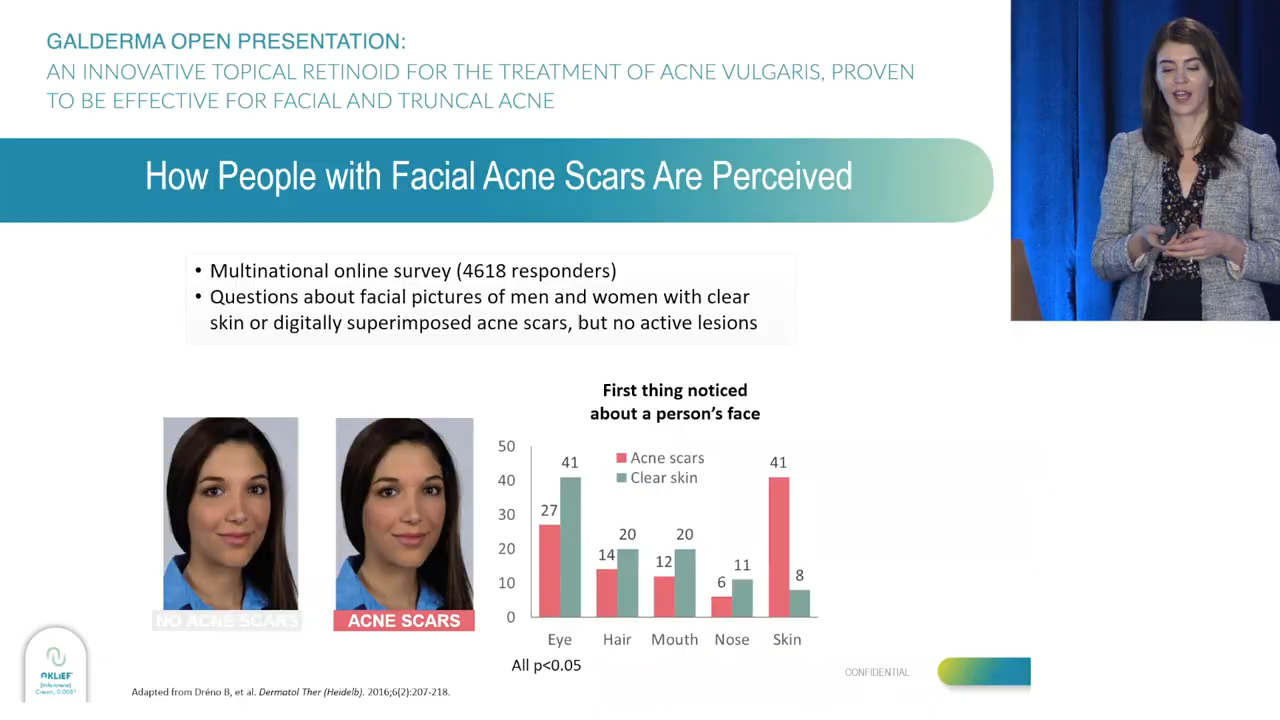 GALDERMA OPEN PRESENTATION:
AN INNOVATIVE TOPICAL RETINOID FOR THE TREATMENT OF ACNE VULGARIS, PROVEN
TO BE EFFECTIVE FOR FACIAL AND TRUNCAL ACNE
How People with Facial Acne Scars Are Perceived
• Multinational online survey (4618 responders)
• Questions about facial pictures of men and women with clear
skin or digitally superimposed acne scars, but no active lesions
NO ACNE SCARS
ACNE SCARS
First thing noticed
about a person's face
50
40
30
20
10
0
Acne scars
Clear skin
27
41
14
20
12
20
6
11
41
8
Eye
Hair
Mouth
Nose
Skin
All p<0.05
CONFIDENTIAL
AKLIEF
Cream, 0.005%
Adapted from Dréno B, et al. Dermatol Ther (Heidelb). 2016;6(2):207-218.